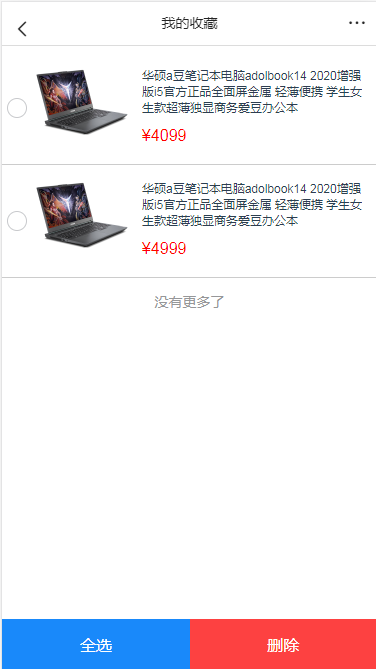 我的收藏
华硕a豆笔记本电脑adolbook14 2020增强
版i5官方正品全面屏金属 轻薄便携 学生女
生款超薄独显商务爱豆办公本
¥4099
华硕a豆笔记本电脑adolbook14 2020增强
版i5官方正品全面屏金属 轻薄便携 学生女
生款超薄独显商务爱豆办公本
¥4999
没有更多了
全选
删除